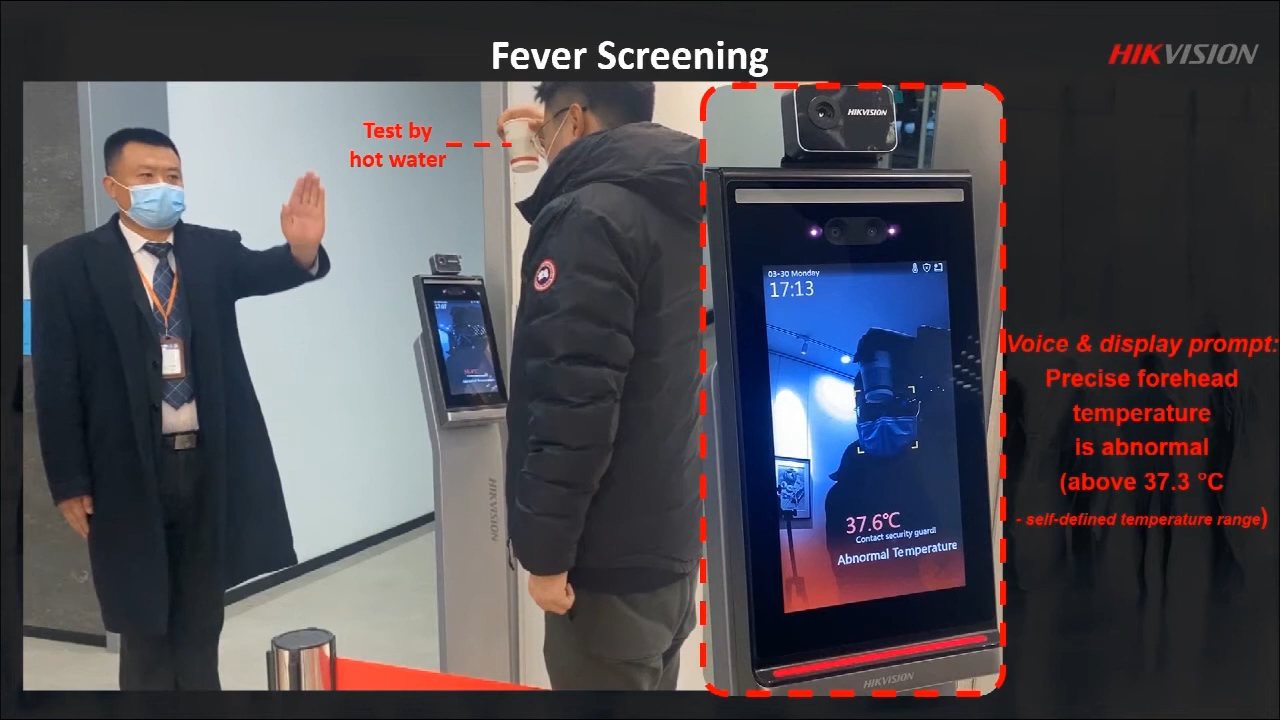 Fever Screening
HIKVISION
Test by
hot water
HIKVISION
03-30 Monday
17:13
37.6℃
Contact security guard!
Abnormal Temperature
HIKVISION
HIKVISION
Voice & display prompt:
Precise forehead
temperature
is abnormal
(above 37.3 °C
- self-defined temperature range)